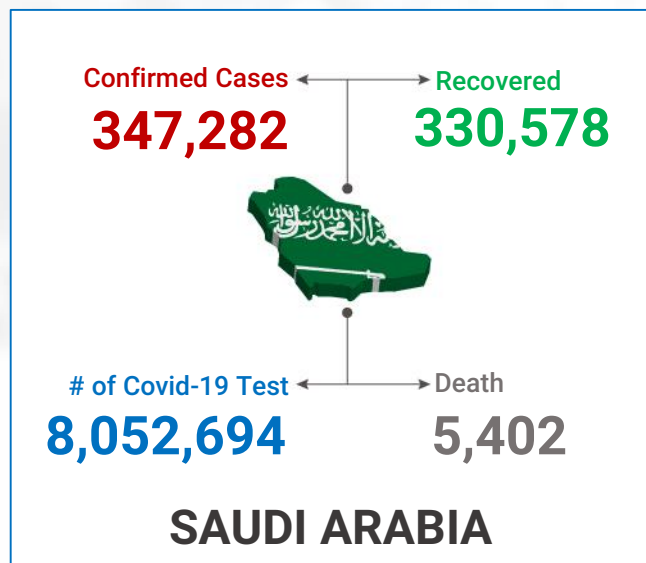 Confirmed Cases
347,282
Recovered
330,578
# of Covid-19 Test
8,052,694
Death
5,402
SAUDI ARABIA